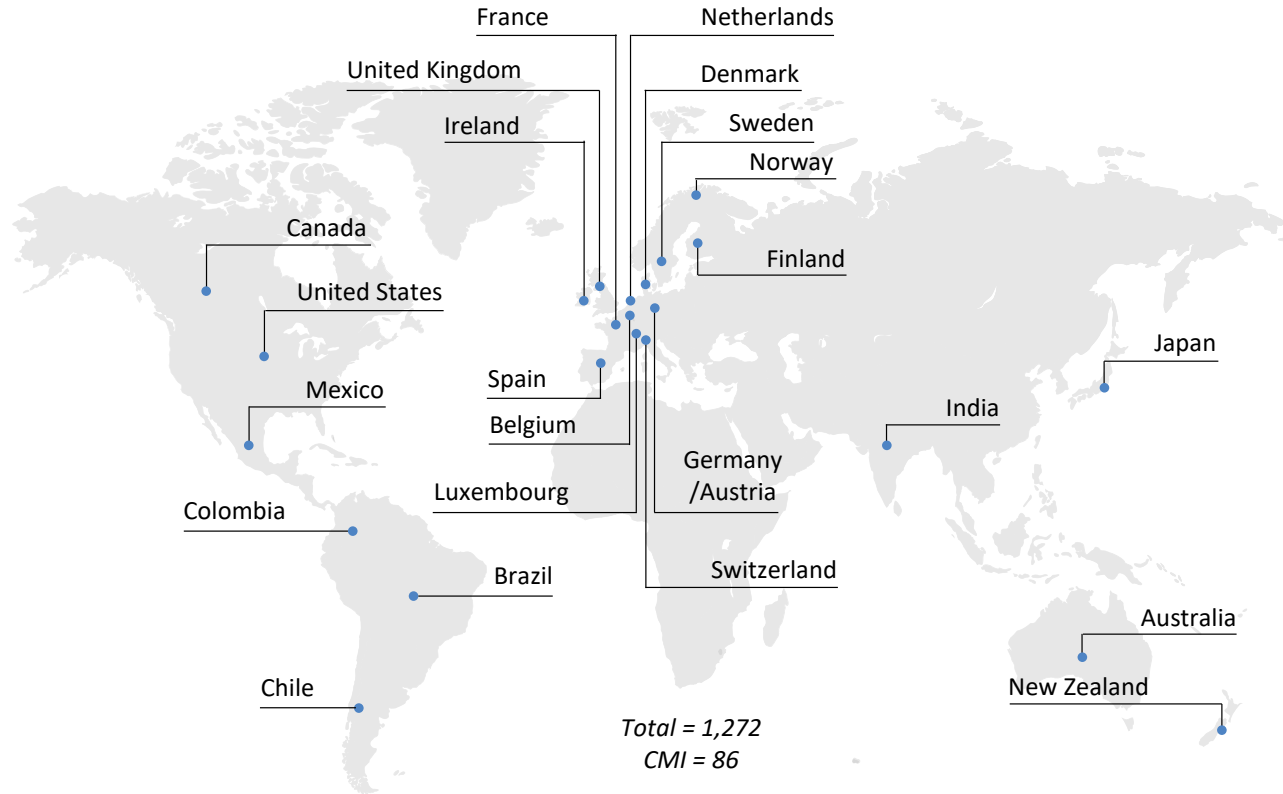 France
Netherlands
United Kingdom
Denmark
Ireland
Sweden
Norway
Canada
Finland
United States
Japan
Spain
Mexico
India
Belgium
Germany
/Austria
Luxembourg
Colombia
Brazil
Switzerland
Australia
Chile
New Zealand
Total = 1,272
CMI = 86